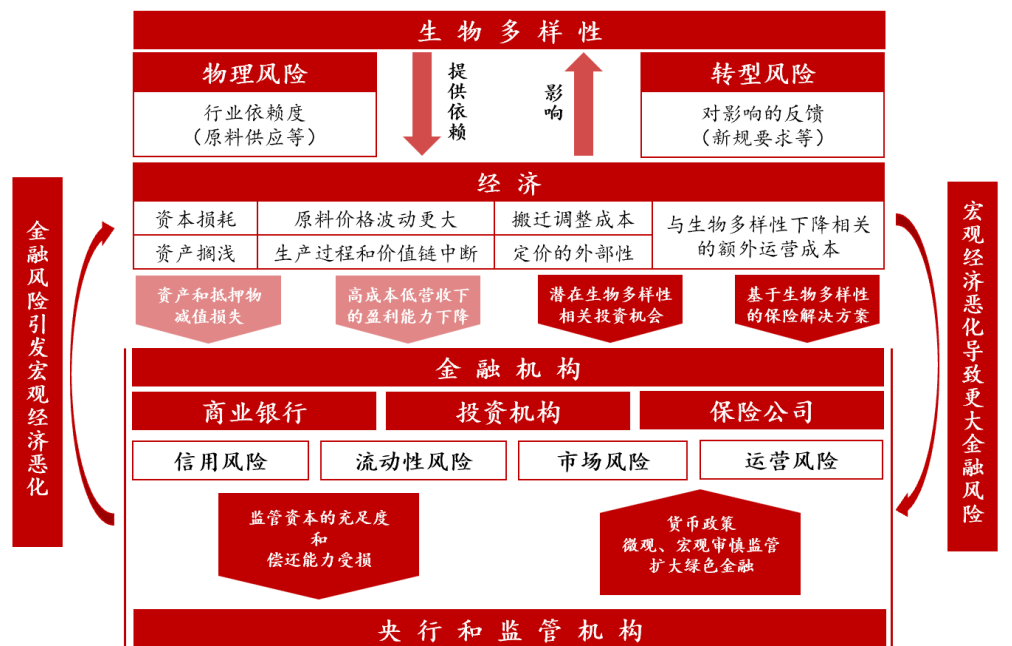 生物多样性
物理风险
行业依赖度
（原料供应等）
提供依赖
影响
转型风险
对影响的反馈
（新规要求等）
经济
资本损耗
原料价格波动更大
搬迁调整成本
与生物多样性下降相关
的额外运营成本
资产搁浅
生产过程和价值链中断
定价的外部性
资产和抵押物
减值损失
高成本低营收下
的盈利能力下降
潜在生物多样性
相关投资机会
基于生物多样性
的保险解决方案
金融风险引发宏观经济恶化
宏观经济恶化导致更大金融风险
金融机构
商业银行
投资机构
保险公司
信用风险
流动性风险
市场风险
运营风险
监管资本的充足度
和
偿还能力受损
货币政策
微观、宏观审慎监管
扩大绿色金融
央行和监管机构